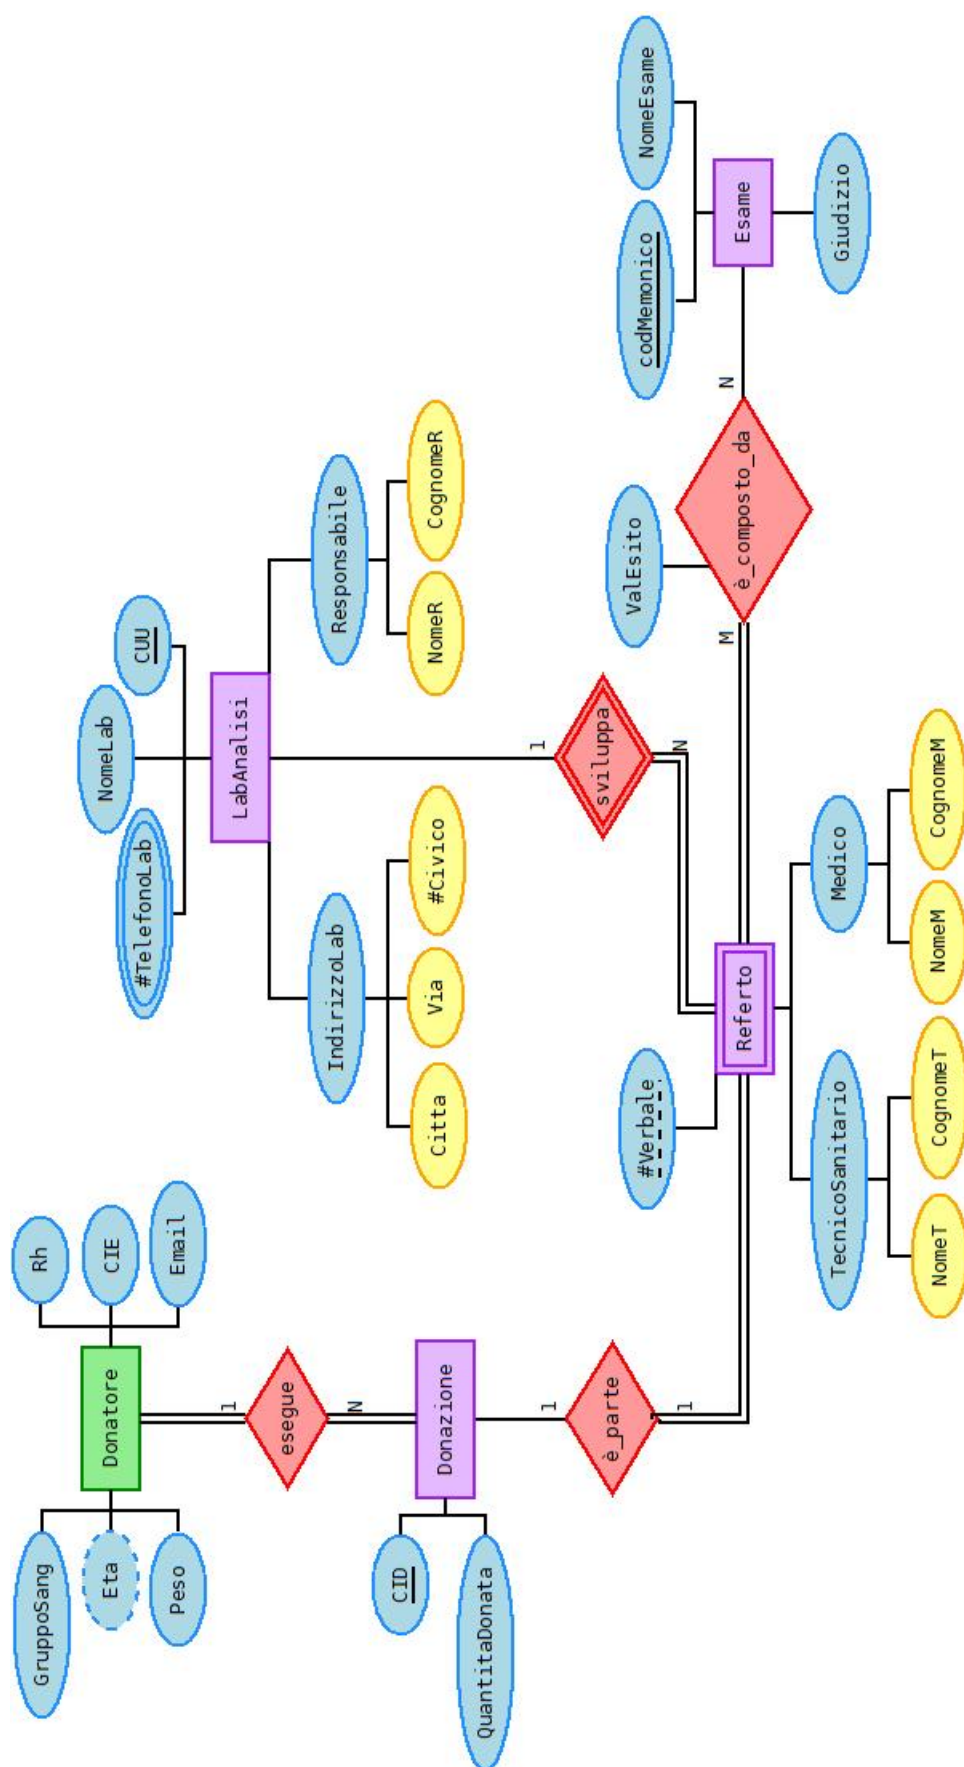 GruppoSang
Eta
Peso
Donatore
Rh
CIE
Email
1
esegue
N
CID
QuantitaDonata
Donazione
1
è_parte
1
#TelefonoLab
NomeLab
CUU
LabAnalisi
IndirizzoLab
Citta
Via
#Civico
Responsabile
NomeR
CognomeR
1
sviluppa
N
#Verbale
Referto
TecnicoSanitario
NomeT
CognomeT
Medico
NomeM
CognomeM
M
ValEsito
è_composto_da
N
codMemonico
NomeEsame
Esame
Giudizio